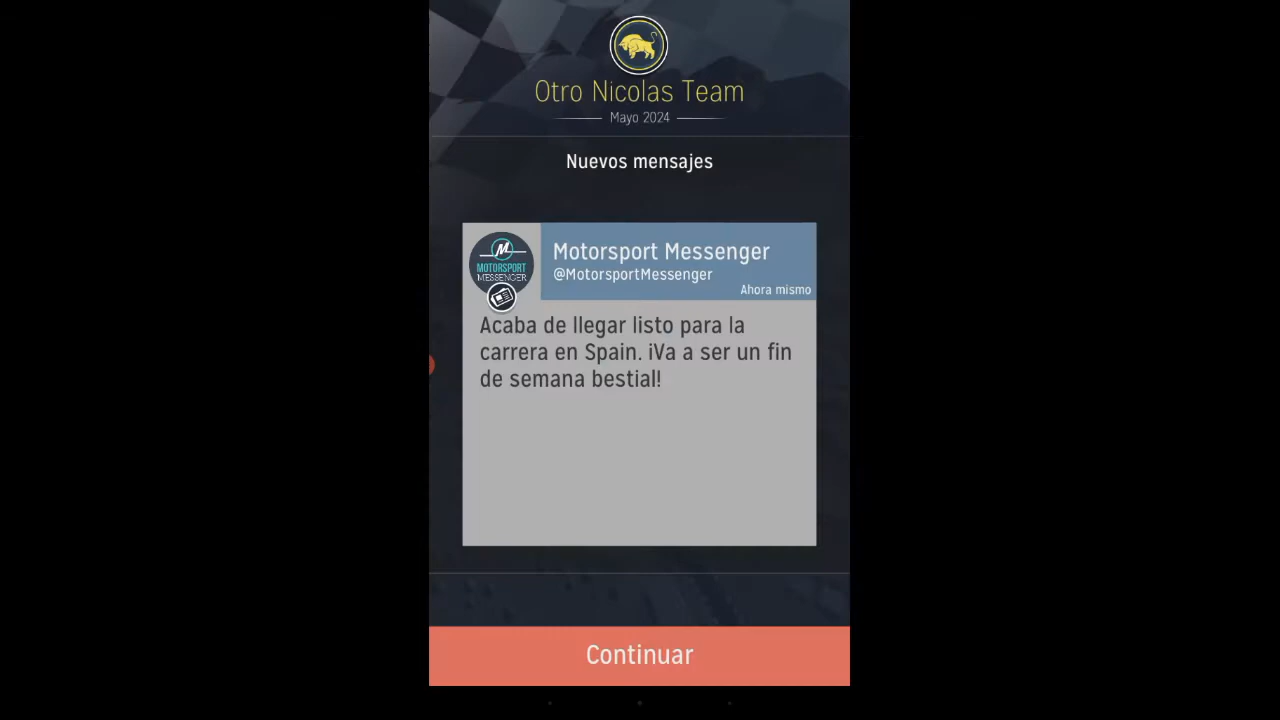 Otro Nicolas Team
Mayo 2024
Nuevos mensajes
M
MOTORSPORT
MESSENGER
Motorsport Messenger
@MotorsportMessenger
Ahora mismo
Acaba de llegar listo para la
carrera en Spain. ¡Va a ser un fin
de semana bestial!
Continuar